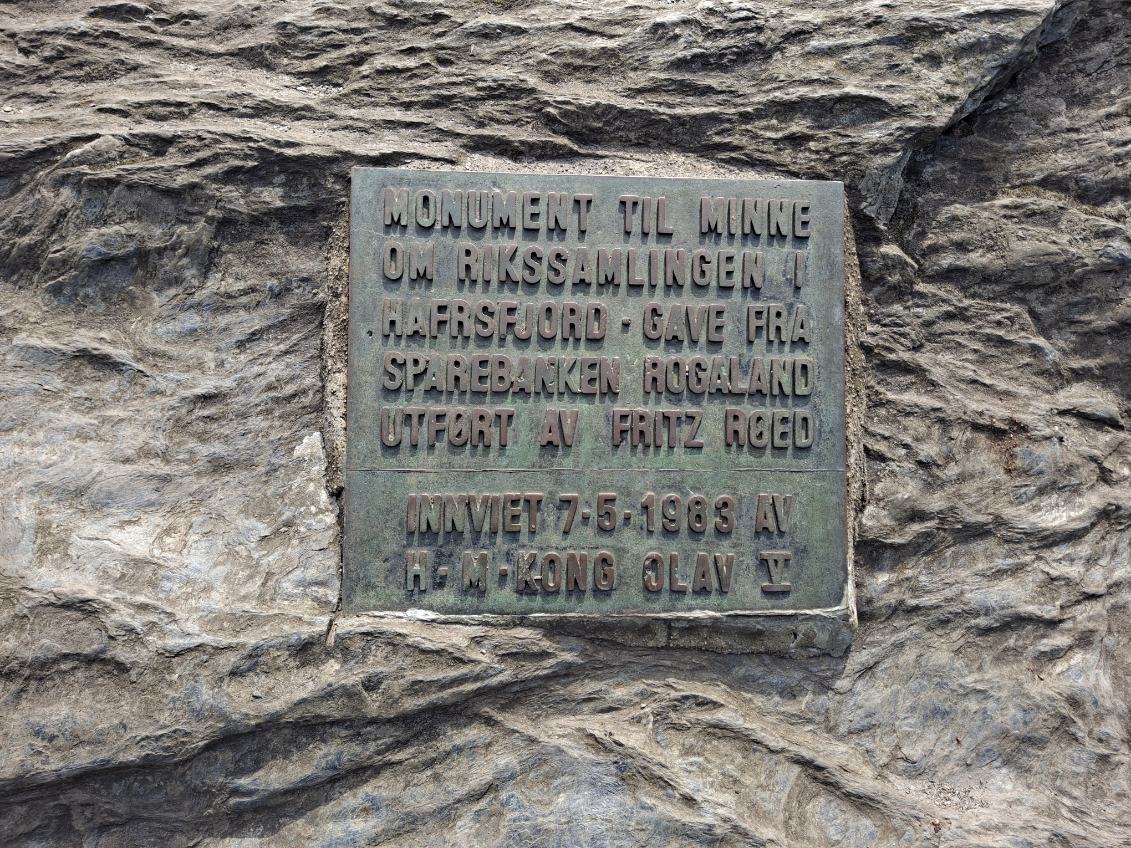 MONUMENT TIL MINNE
OM RIKSSAMLINGEN I
HAFRSFJORD · GAVE FRA
SPAREBANKEN ROGALAND
UTFØRT AV FRITZ RØED
INNVIET 7·5·1983 AV
H·M·KONG OLAV V